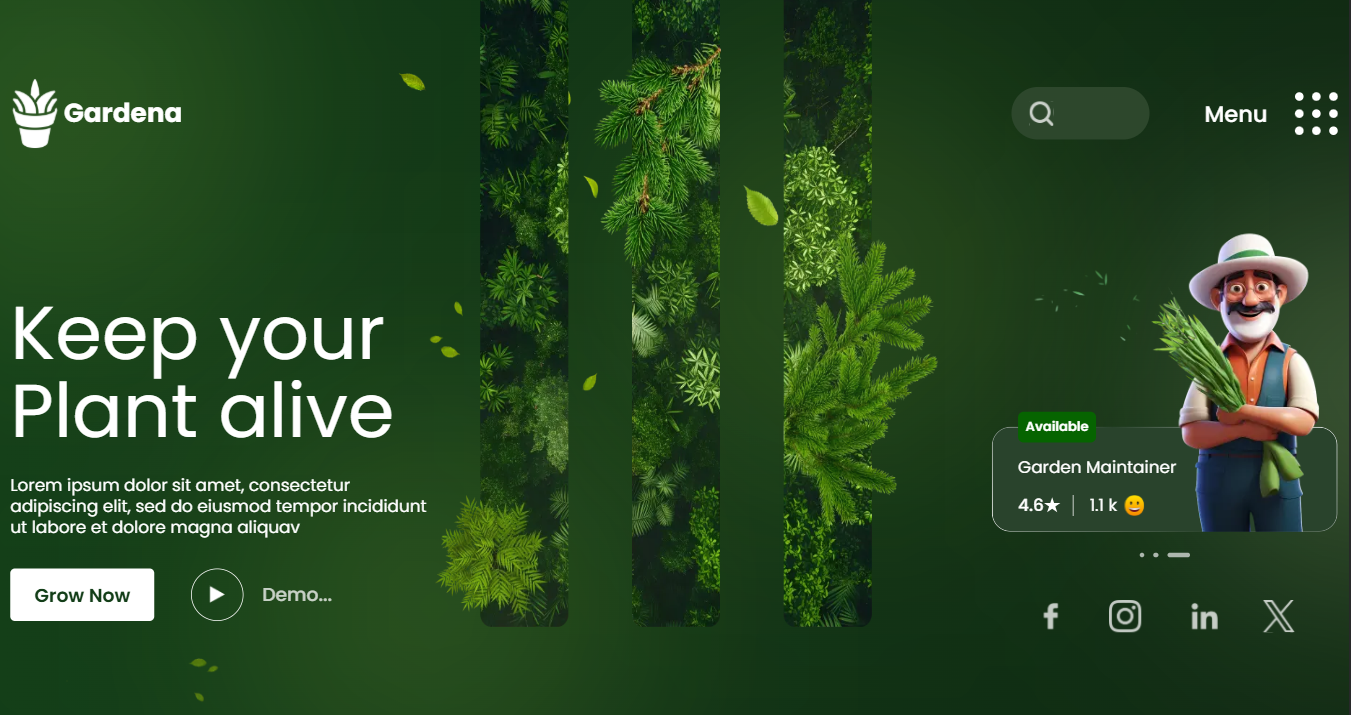 Gardena
Menu
Keep your
Plant alive
Lorem ipsum dolor sit amet, consectetur
adipiscing elit, sed do eiusmod tempor incididunt
ut labore et dolore magna aliquav
Grow Now
Demo...
Available
Garden Maintainer
4.6★ | 1.1 k 😀